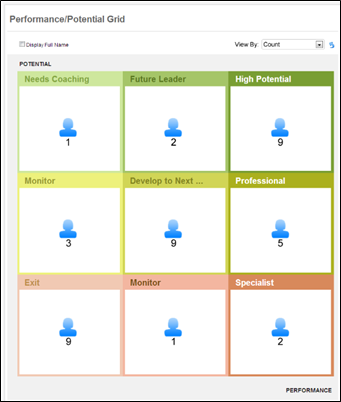 Performance/Potential Grid
Display Full Name View By: Count
POTENTIAL
Needs Coaching Future Leader High Potential
1 2 9
Monitor Develop to Next ... Professional
3 9 5
Exit Monitor Specialist
9 1 2
PERFORMANCE